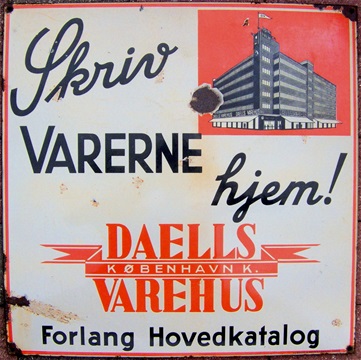 Skriv
VARERNE
hjem!
DAELLS
KØBENHAVN K.
VAREHUS
Forlang Hovedkatalog